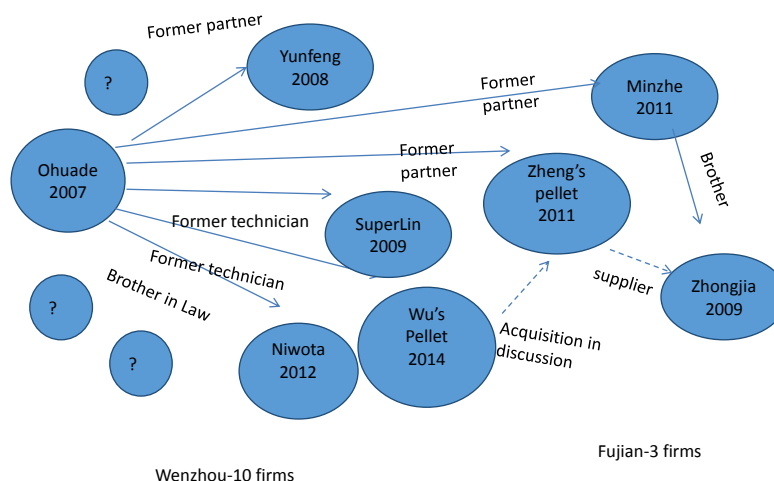 Former partner
Yunfeng
2008
?
Former
partner
Minzhe
2011
Ohuade
2007
Former
partner
Zheng's
pellet
2011
Brother
Former technician
SuperLin
2009
Former technician
Brother in Law
supplier
Zhongjia
2009
?
?
Niwota
2012
Wu's
Pellet
2014
Acquisition in
discussion
Fujian-3 firms
Wenzhou-10 firms